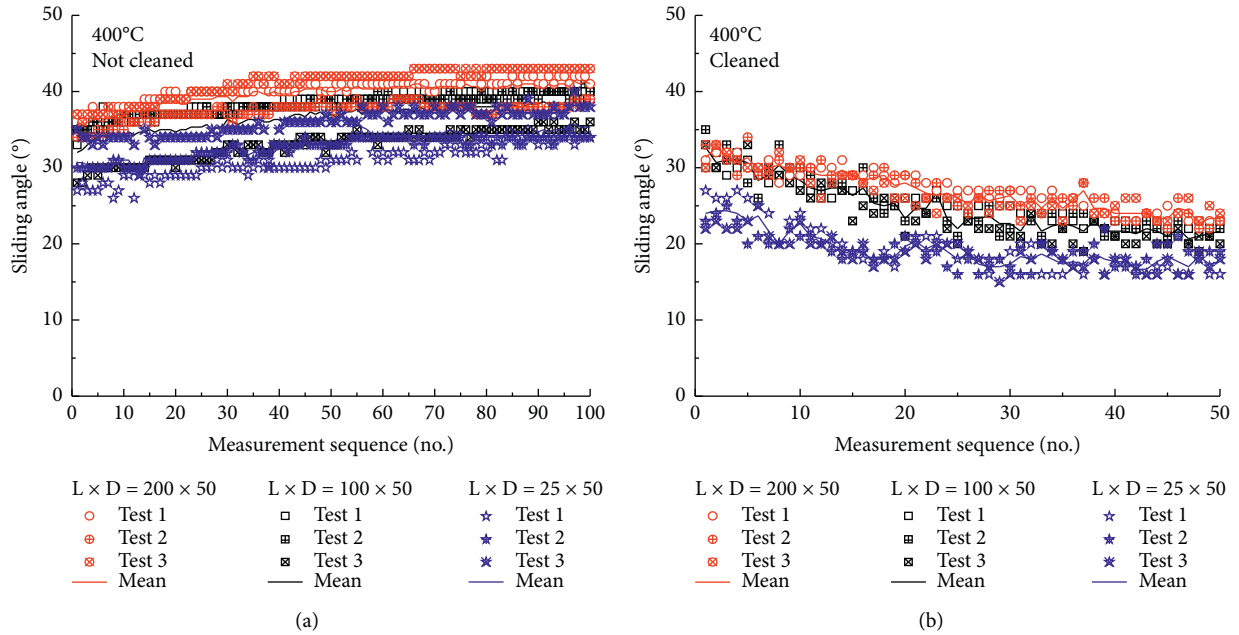 400°C
Not cleaned
50
40
30
20
10
0
Sliding angle (°)
0 10 20 30 40 50 60 70 80 90 100
Measurement sequence (no.)
L × D = 200 × 50 L × D = 100 × 50 L × D = 25 × 50
Test 1 Test 1 Test 1
Test 2 Test 2 Test 2
Test 3 Test 3 Test 3
Mean Mean Mean
(a)
400°C
Cleaned
50
40
30
20
10
0
Sliding angle (°)
0 10 20 30 40 50
Measurement sequence (no.)
L × D = 200 × 50 L × D = 100 × 50 L × D = 25 × 50
Test 1 Test 1 Test 1
Test 2 Test 2 Test 2
Test 3 Test 3 Test 3
Mean Mean Mean
(b)